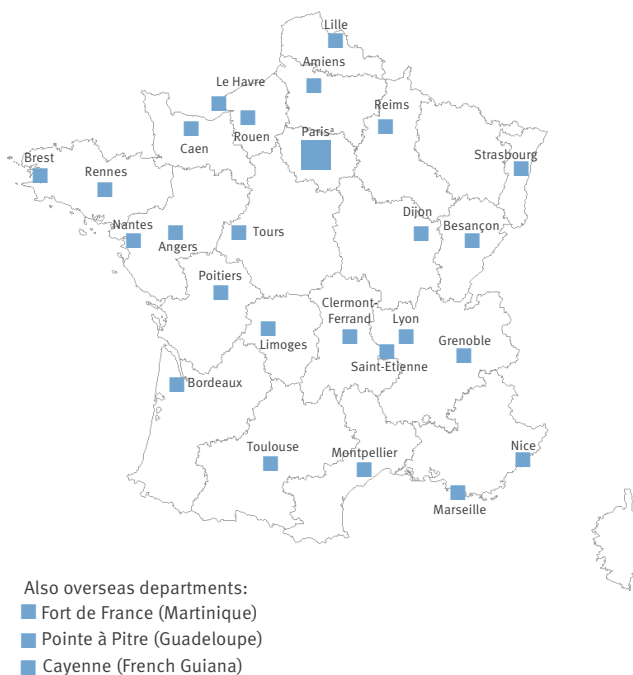 Lille
Amiens
Le Havre
Reims
Rouen
Parisª
Caen
Strasbourg
Brest
Rennes
Dijon
Nantes
Besançon
Tours
Angers
Poitiers
Clermont-
Ferrand
Lyon
Limoges
Grenoble
Saint-Etienne
Bordeaux
Toulouse
Nice
Montpellier
Marseille
Also overseas departments:
Fort de France (Martinique)
Pointe à Pitre (Guadeloupe)
Cayenne (French Guiana)